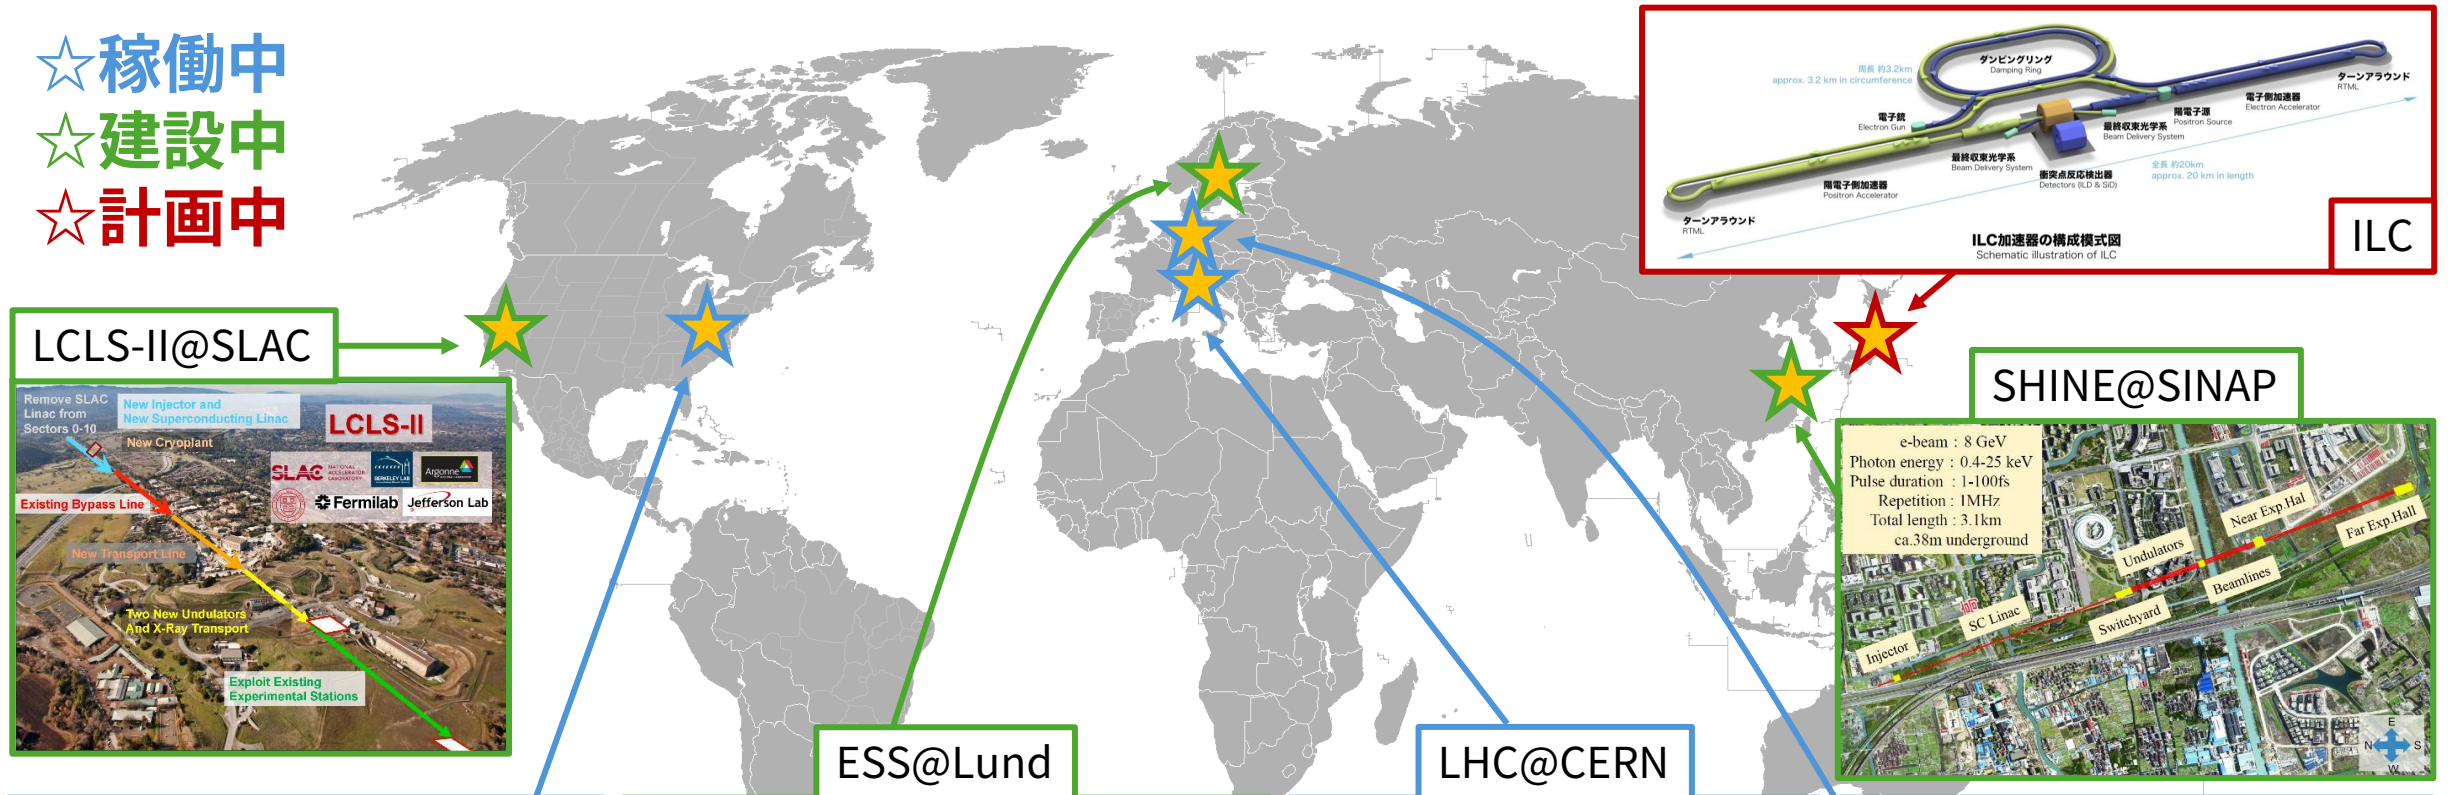 ☆稼働中
☆建設中
☆計画中
LCLS-II@SLAC
Remove SLAC
Linac from
Sectors 0-10
New Injector and
New Superconducting Linac
New Cryoplant
LCLS-II
SLAC NATIONAL ACCELERATOR LABORATORY
BERKELEY LAB
Argonne
Fermilab
Jefferson Lab
Existing Bypass Line
New Transport Line
Two New Undulators
And X-Ray Transport
Exploit Existing
Experimental Stations
ESS@Lund
LHC@CERN
ダンピングリング
Damping Ring
周長 約3.2km
approx. 3.2 km in circumference
ターンアラウンド
RTML
電子側加速器
Electron Accelerator
陽電子源
Positron Source
電子銃
Electron Gun
最終収束光学系
Beam Delivery System
最終収束光学系
Beam Delivery System
全長 約20km
approx. 20 km in length
衝突点反応検出器
Detectors (ILD & SiD)
陽電子側加速器
Positron Accelerator
ターンアラウンド
RTML
ILC加速器の構成模式図
Schematic illustration of ILC
ILC
SHINE@SINAP
e-beam : 8 GeV
Photon energy : 0.4-25 keV
Pulse duration : 1-100fs
Repetition : 1MHz
Total length : 3.1km
ca.38m underground
Near Exp.Hal
Far Exp.Hall
Undulators
Beamlines
SC Linac
Switchyard
Injector
E
N S
W